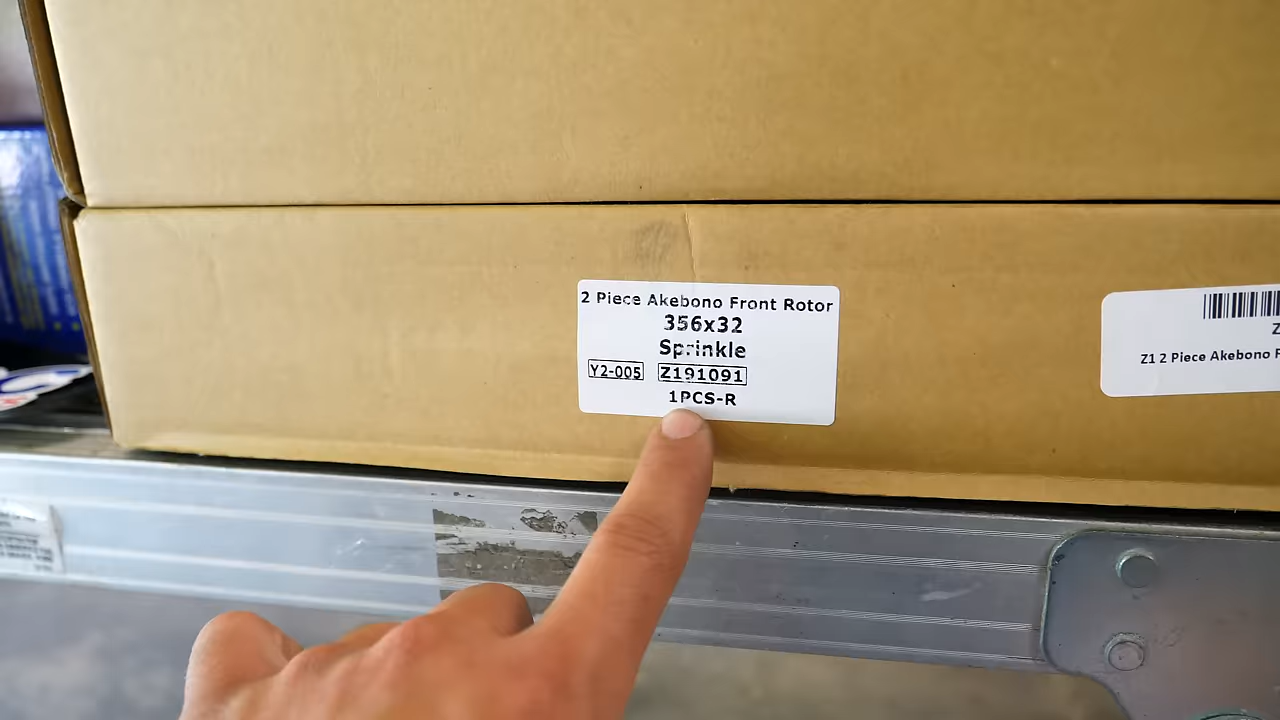 2 Piece Akebono Front Rotor
356x32
Sprinkle
Y2-005 Z191091
1PCS-R
Z
Z1 2 Piece Akebono F